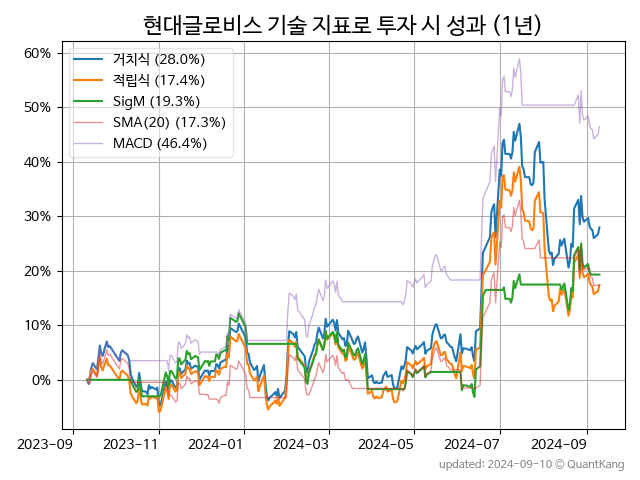 현대글로비스 기술 지표로 투자 시 성과 (1년)
60%
50%
40%
30%
20%
10%
0%
거치식 (28.0%)
적립식 (17.4%)
SigM (19.3%)
SMA(20) (17.3%)
MACD (46.4%)
2023-09
2023-11
2024-01
2024-03
2024-05
2024-07
2024-09
updated: 2024-09-10 © QuantKang